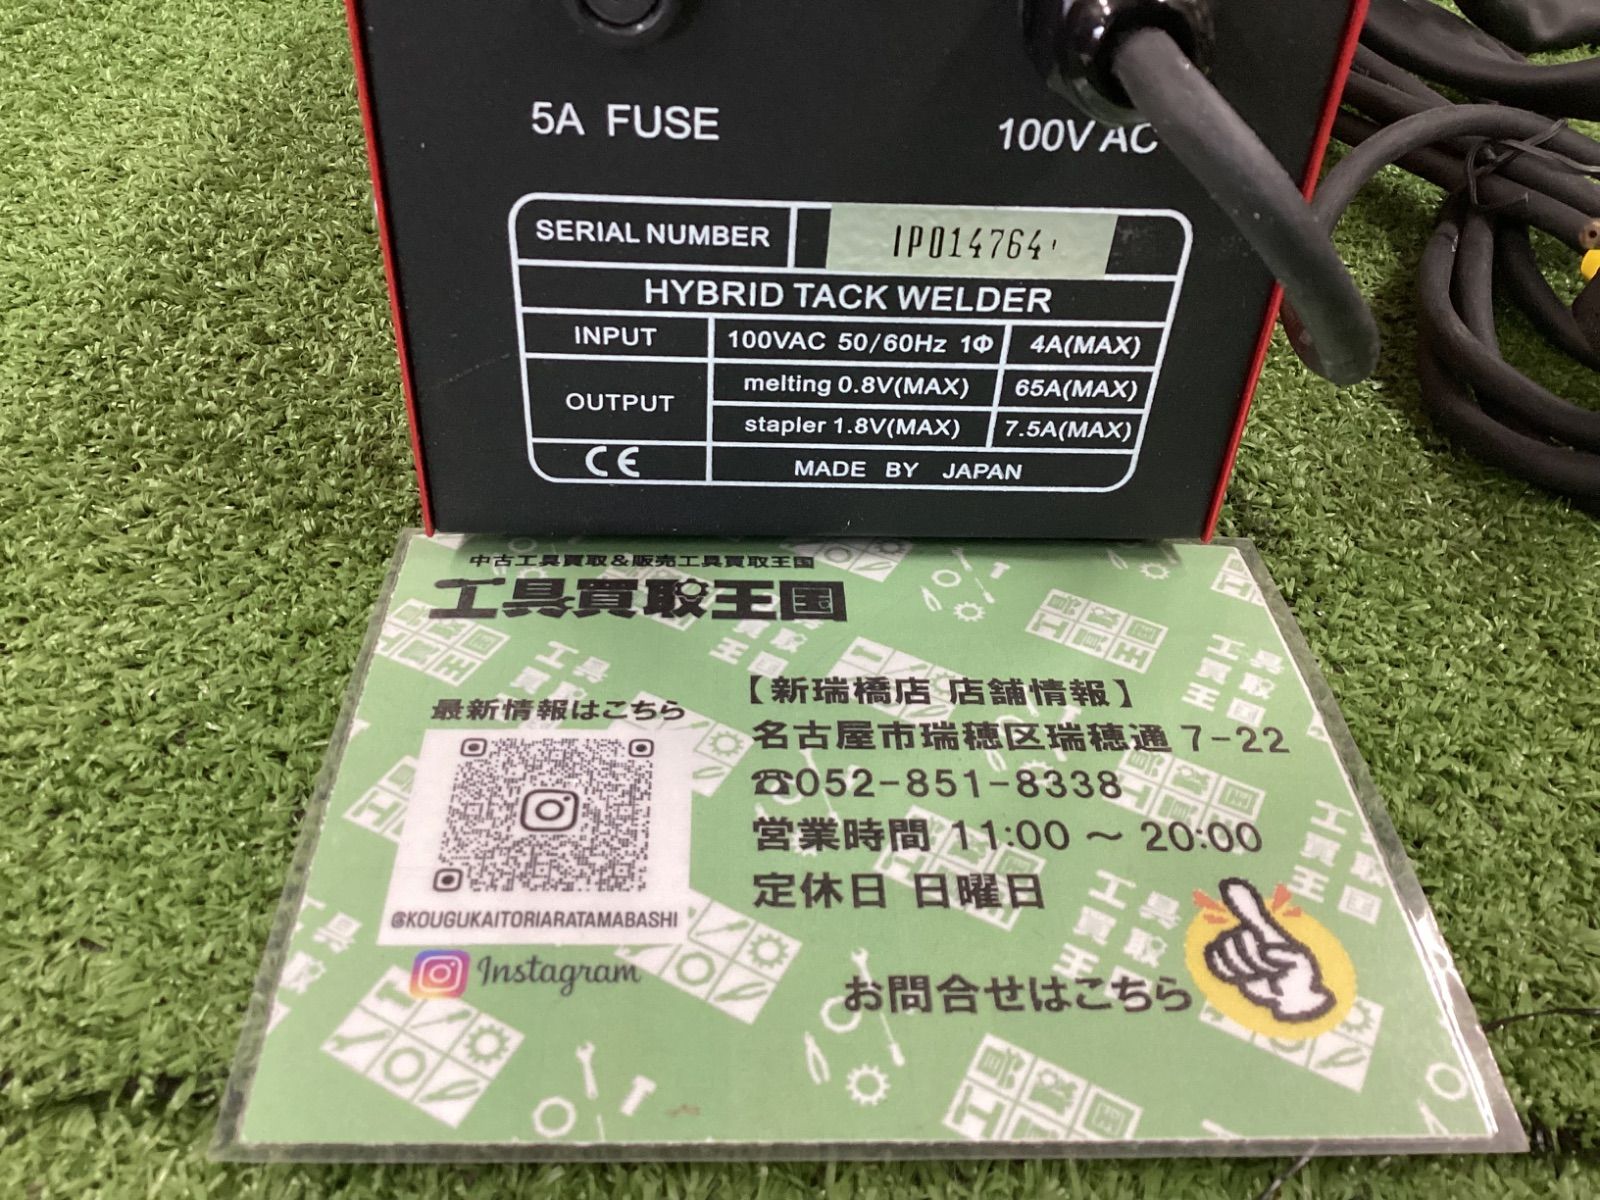 5A FUSE
100V AC
SERIAL NUMBER IP014764
HYBRID TACK WELDER
INPUT 100VAC 50/60Hz 1Φ 4A(MAX)
OUTPUT melting 0.8V(MAX) 65A(MAX)
stapler 1.8V(MAX) 7.5A(MAX)
CE MADE BY JAPAN
中古工具買取&販売工具買取王国
工具買取王国
最新情報はこちら
@KOUGUKAITORIARATAMABASHI
Instagram
【新瑞橋店 店舗情報】
名古屋市瑞穂区瑞穂通7-22
☎052-851-8338
営業時間 11:00～20:00
定休日 日曜日
お問合せはこちら